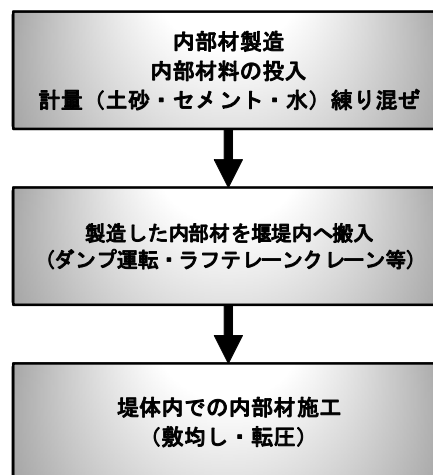 内部材製造
内部材料の投入
計量（土砂・セメント・水）練り混ぜ
製造した内部材を堰堤内へ搬入
（ダンプ運転・ラフテレーンクレーン等）
堤体内での内部材施工
（敷均し・転圧）